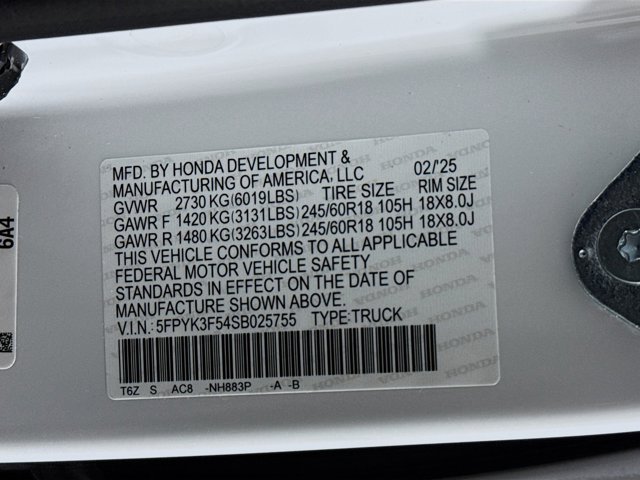 MFD. BY HONDA DEVELOPMENT &
MANUFACTURING OF AMERICA, LLC 02/'25
GVWR 2730 KG(6019LBS) TIRE SIZE RIM SIZE
GAWR F 1420 KG(3131LBS) 245/60R18 105H 18X8.0J
GAWR R 1480 KG(3263LBS) 245/60R18 105H 18X8.0J
THIS VEHICLE CONFORMS TO ALL APPLICABLE
FEDERAL MOTOR VEHICLE SAFETY
STANDARDS IN EFFECT ON THE DATE OF
MANUFACTURE SHOWN ABOVE.
V.I.N.: 5FPYK3F54SB025755 TYPE:TRUCK
T6Z S AC8 -NH883P -A -B
6A4